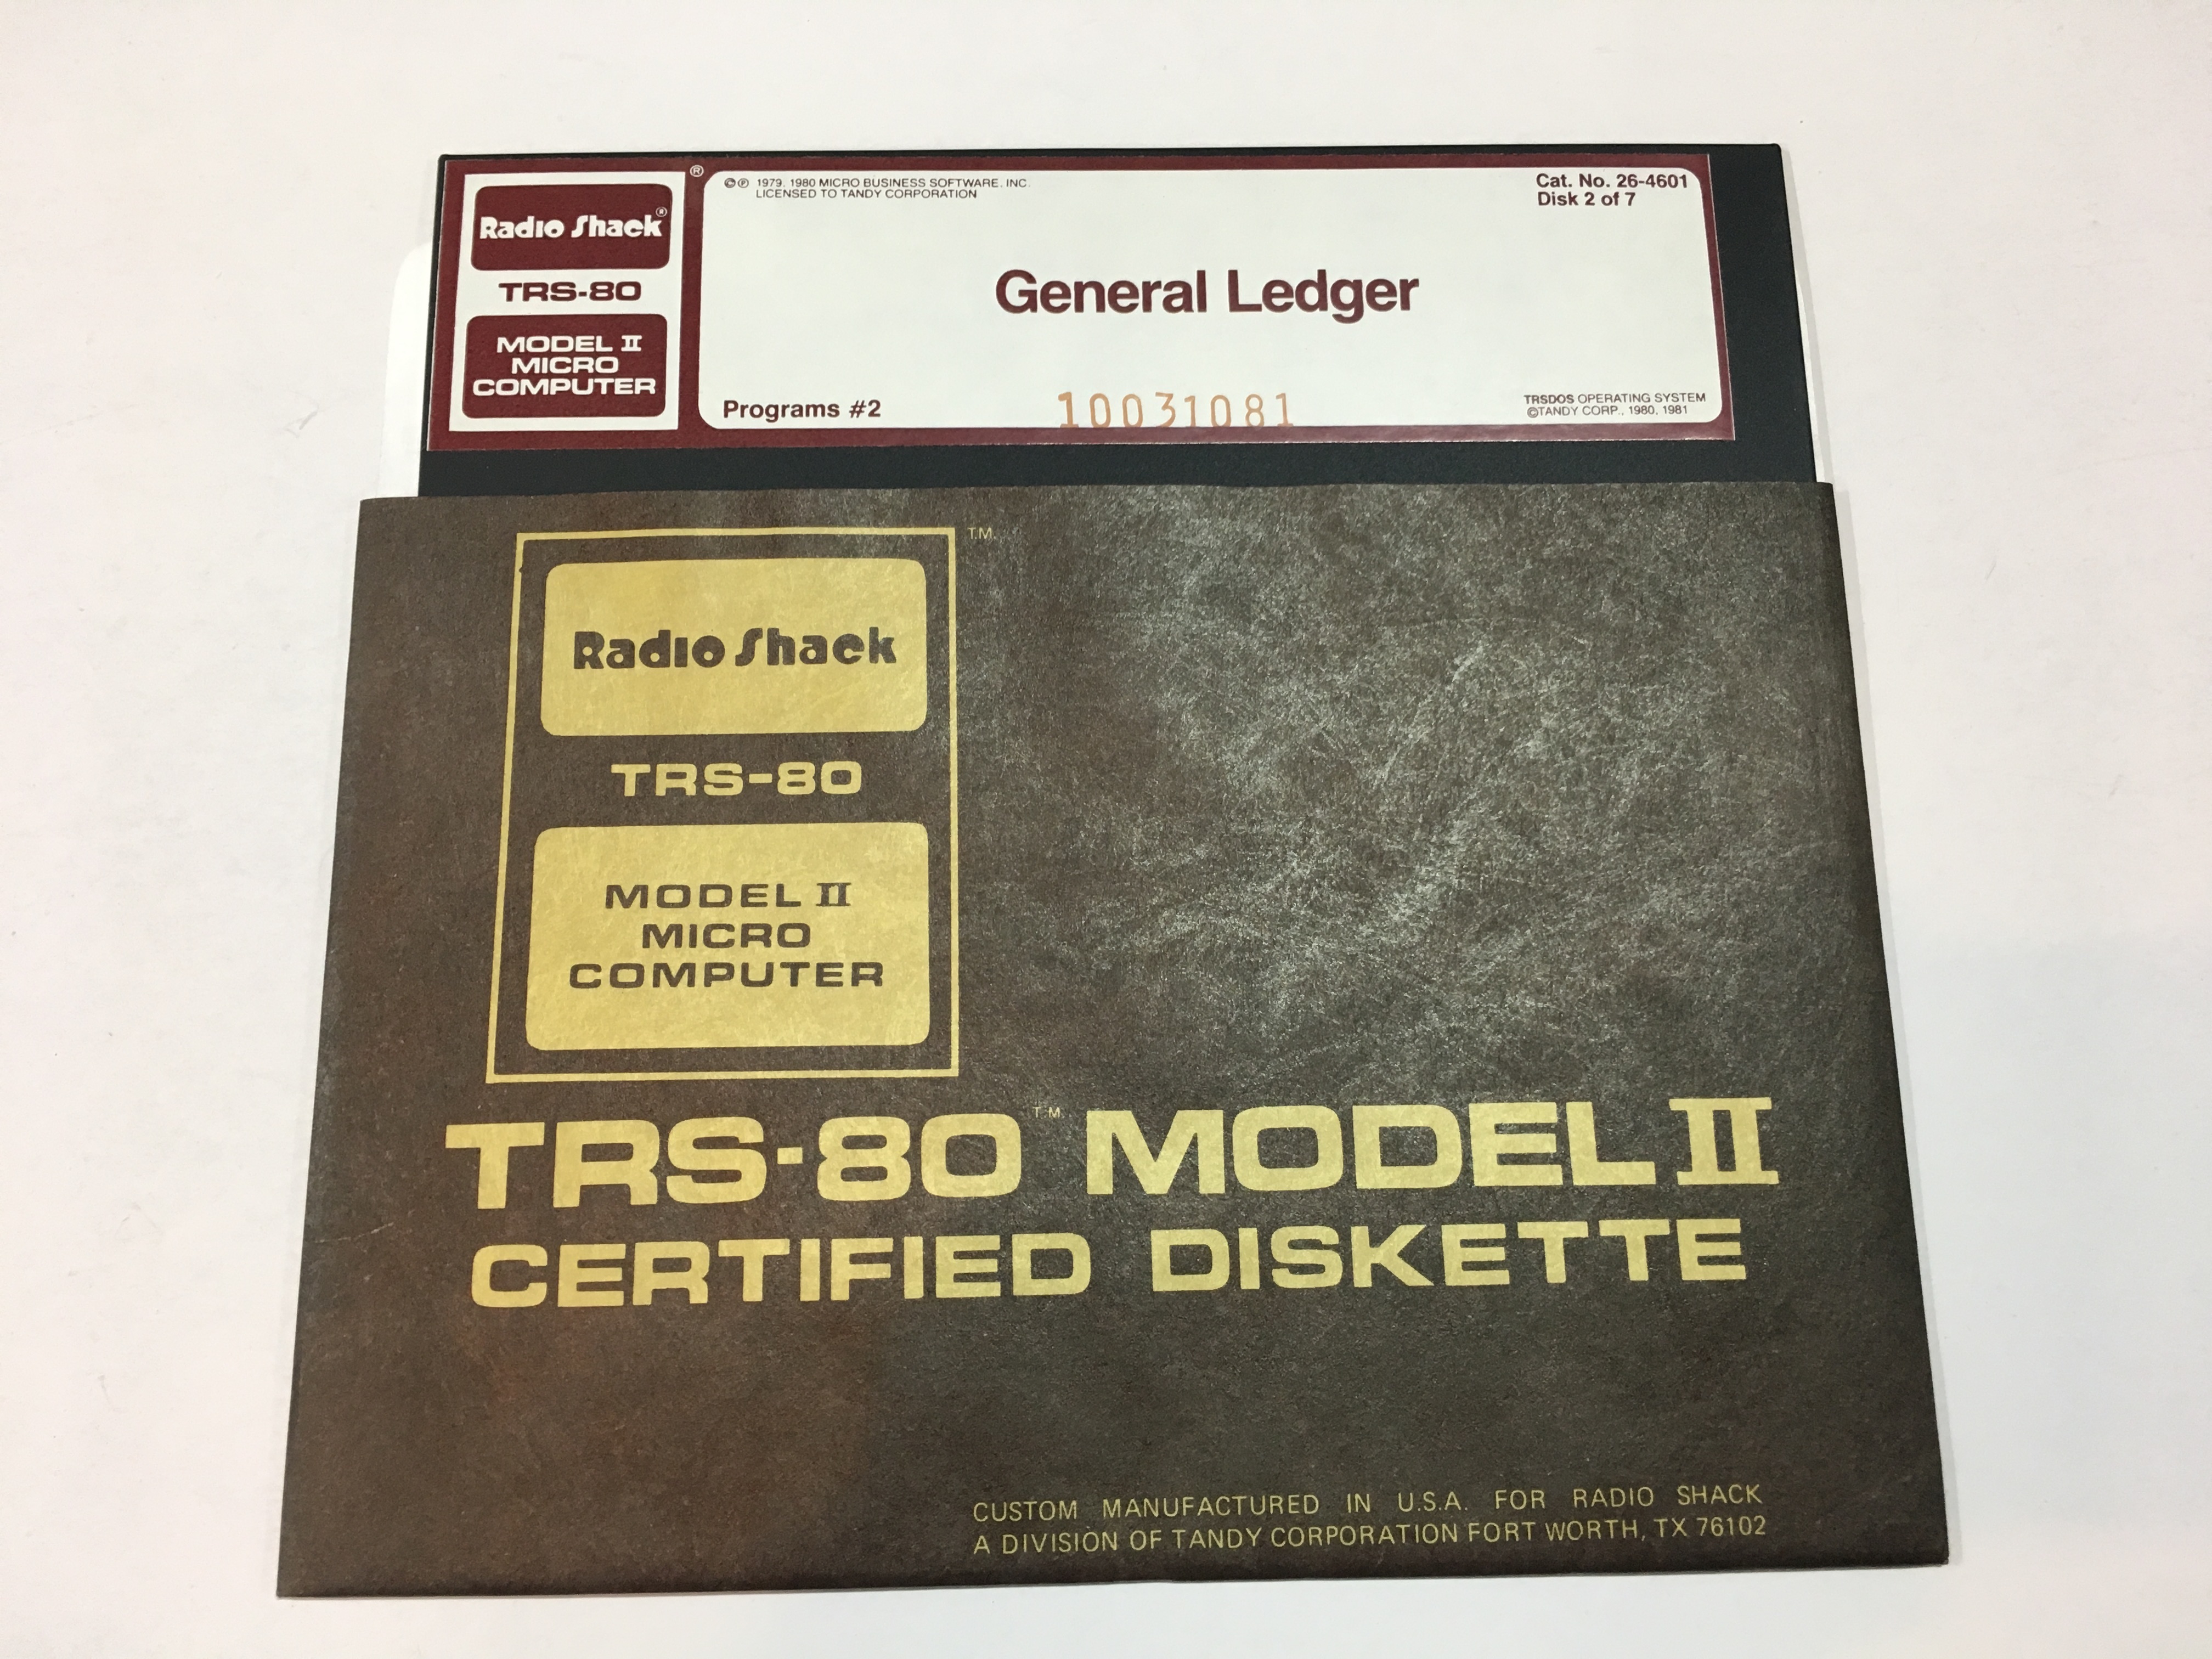 Radio Shack®
TRS-80
MODEL II
MICRO
COMPUTER
®
©℗ 1979, 1980 MICRO BUSINESS SOFTWARE, INC.
LICENSED TO TANDY CORPORATION
Cat. No. 26-4601
Disk 2 of 7
General Ledger
Programs #2
10031081
TRSDOS OPERATING SYSTEM
©TANDY CORP., 1980, 1981
T.M.
Radio Shack
TRS-80
MODEL II
MICRO
COMPUTER
TRS-80 T.M. MODEL II
CERTIFIED DISKETTE
CUSTOM MANUFACTURED IN U.S.A. FOR RADIO SHACK
A DIVISION OF TANDY CORPORATION FORT WORTH, TX 76102